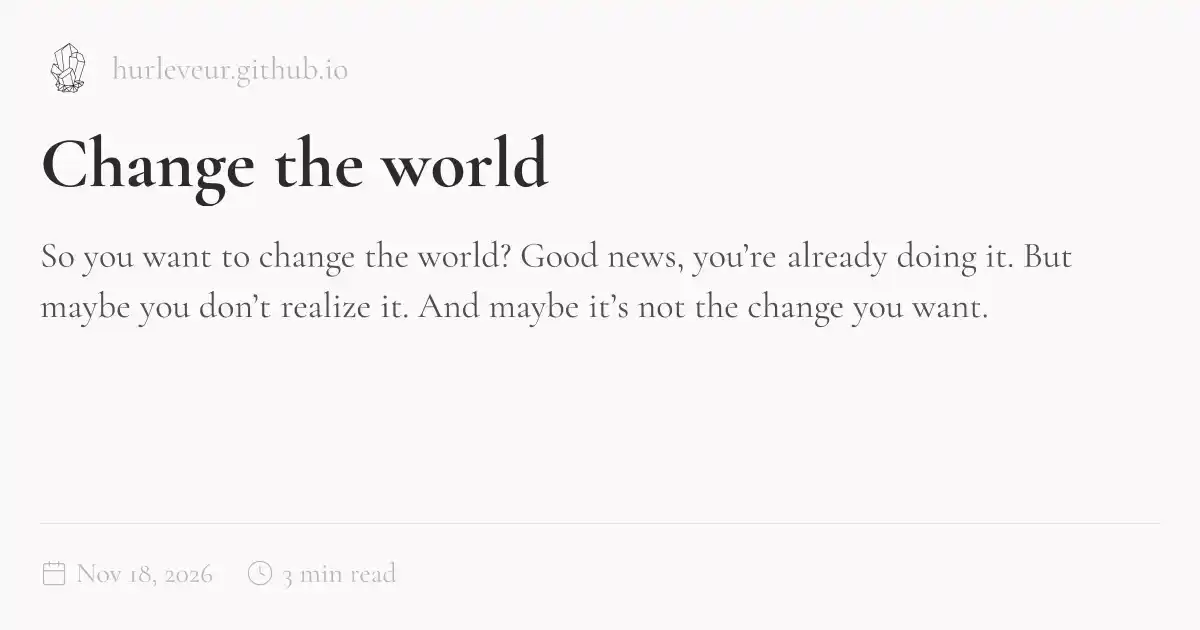 hurleveur.github.io
Change the world
So you want to change the world? Good news, you’re already doing it. But
maybe you don’t realize it. And maybe it’s not the change you want.
Nov 18, 2026 3 min read